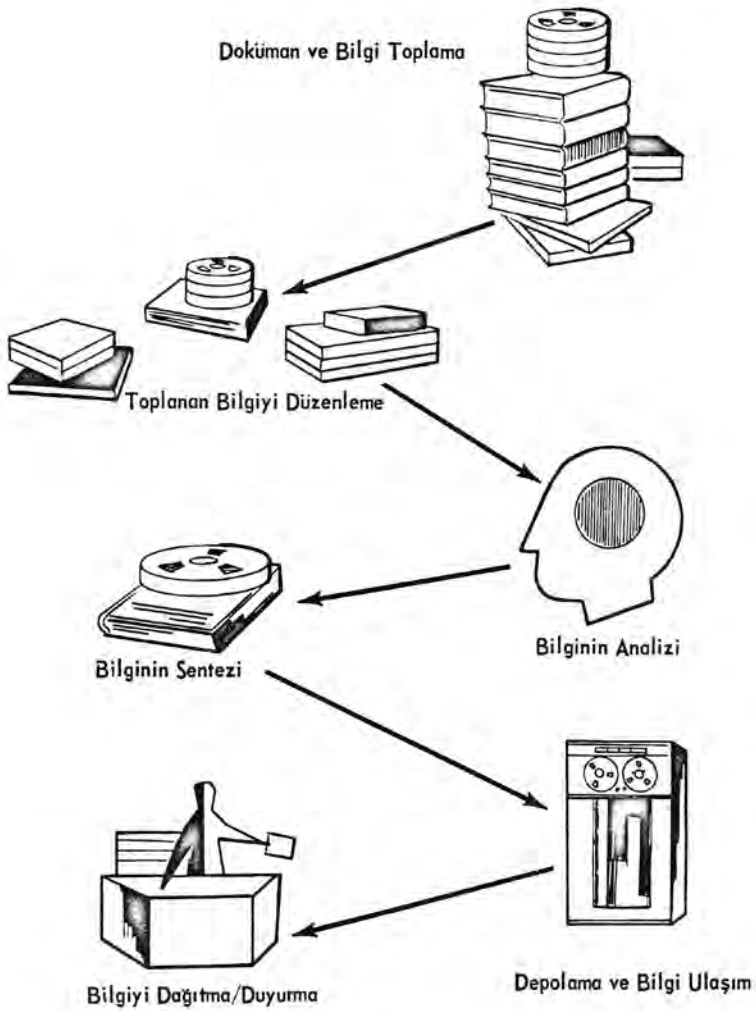 Doküman ve Bilgi Toplama
Toplanan Bilgiyi Düzenleme
Bilginin Analizi
Bilginin Sentezi
Depolama ve Bilgi Ulaşım
Bilgiyi Dağıtma/Duyurma